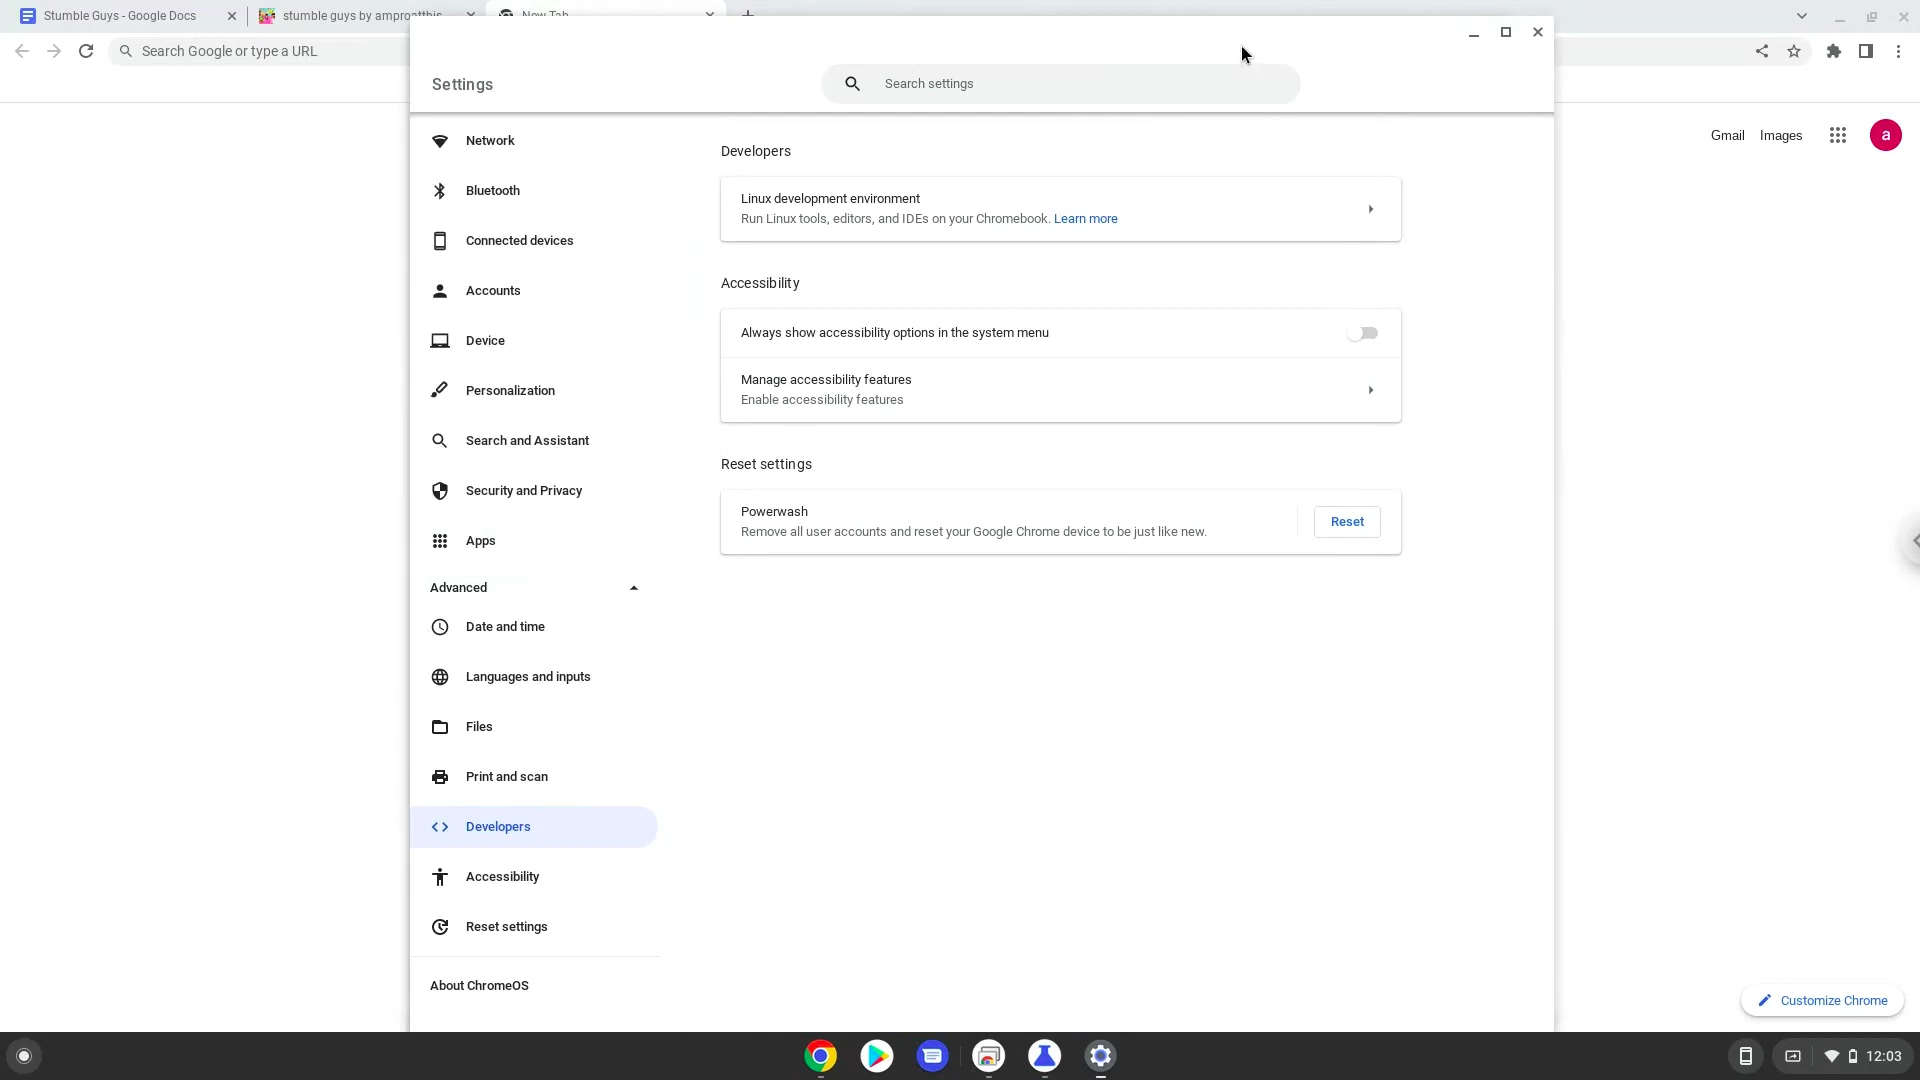 Stumble Guys - Google Docs
stumble guys by amproatthis
New Tab
Search Google or type a URL
Gmail
Images
a
Settings
Search settings
Network
Bluetooth
Connected devices
Accounts
Device
Personalization
Search and Assistant
Security and Privacy
Apps
Advanced
Date and time
Languages and inputs
Files
Print and scan
Developers
Accessibility
Reset settings
About ChromeOS
Developers
Linux development environment
Run Linux tools, editors, and IDEs on your Chromebook. Learn more
Accessibility
Always show accessibility options in the system menu
Manage accessibility features
Enable accessibility features
Reset settings
Powerwash
Remove all user accounts and reset your Google Chrome device to be just like new.
Reset
Customize Chrome
12:03